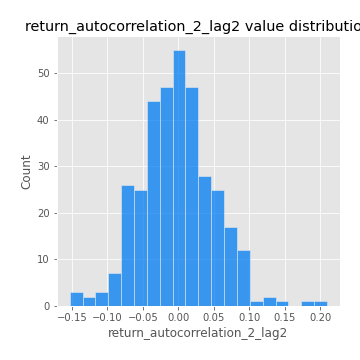 return_autocorrelation_2_lag2 value distributio
50
40
30
20
10
0
Count
−0.15 −0.10 −0.05 0.00 0.05 0.10 0.15 0.20
return_autocorrelation_2_lag2